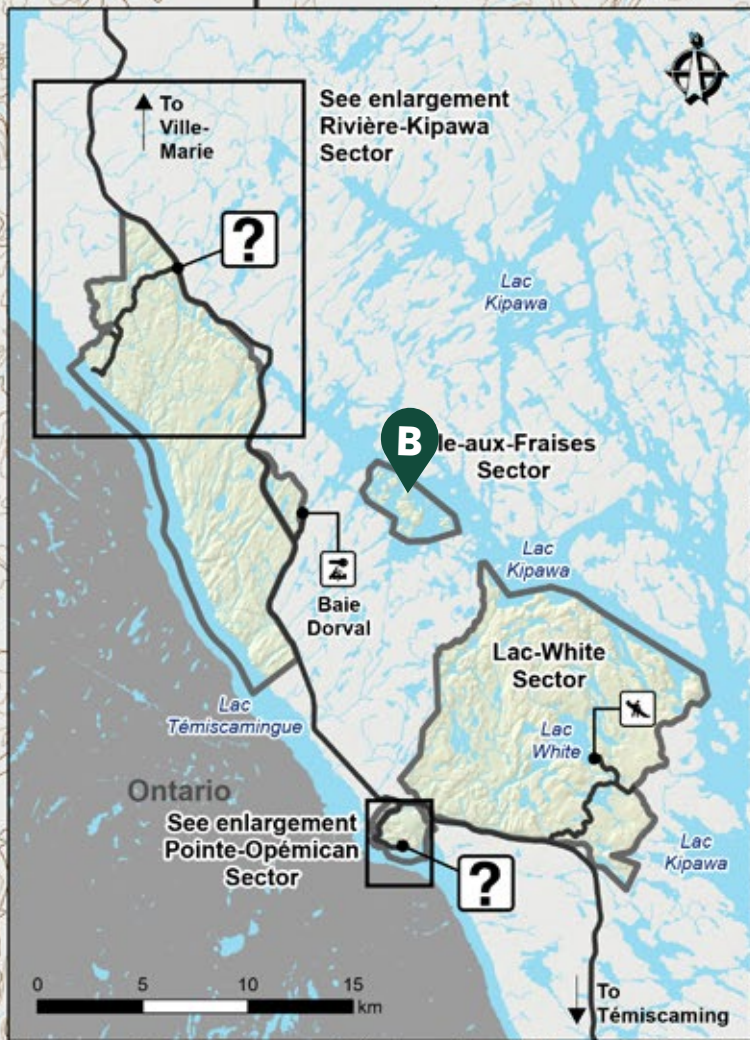 To
Ville-
Marie
See enlargement
Rivière-Kipawa
Sector
?
Lac
Kipawa
B
le-aux-Fraises
Sector
Lac
Kipawa
Baie
Dorval
Lac-White
Sector
Lac
Témiscamingue
Lac
White
Ontario
See enlargement
Pointe-Opémican
Sector
?
Lac
Kipawa
0 5 10 15
km
To
Témiscaming